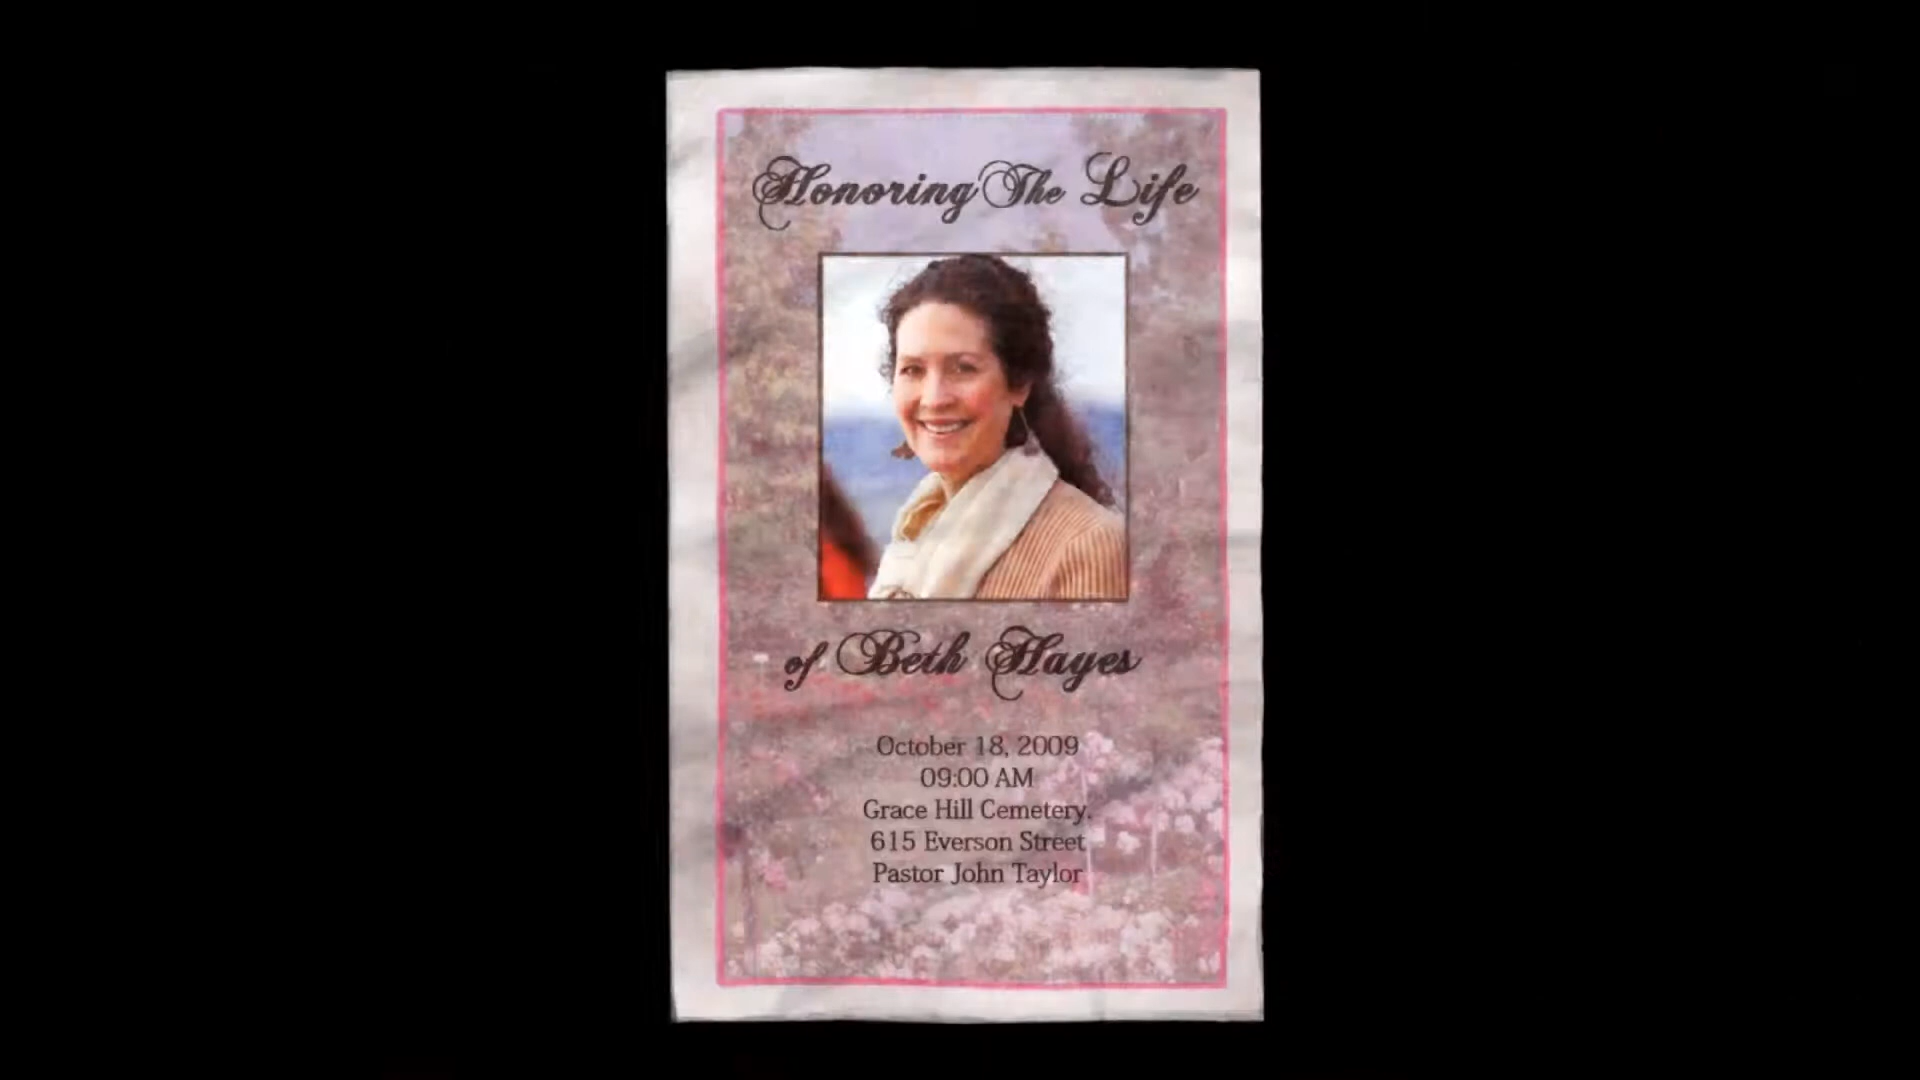 Honoring The Life
of Beth Hayes
October 18, 2009
09:00 AM
Grace Hill Cemetery.
615 Everson Street
Pastor John Taylor